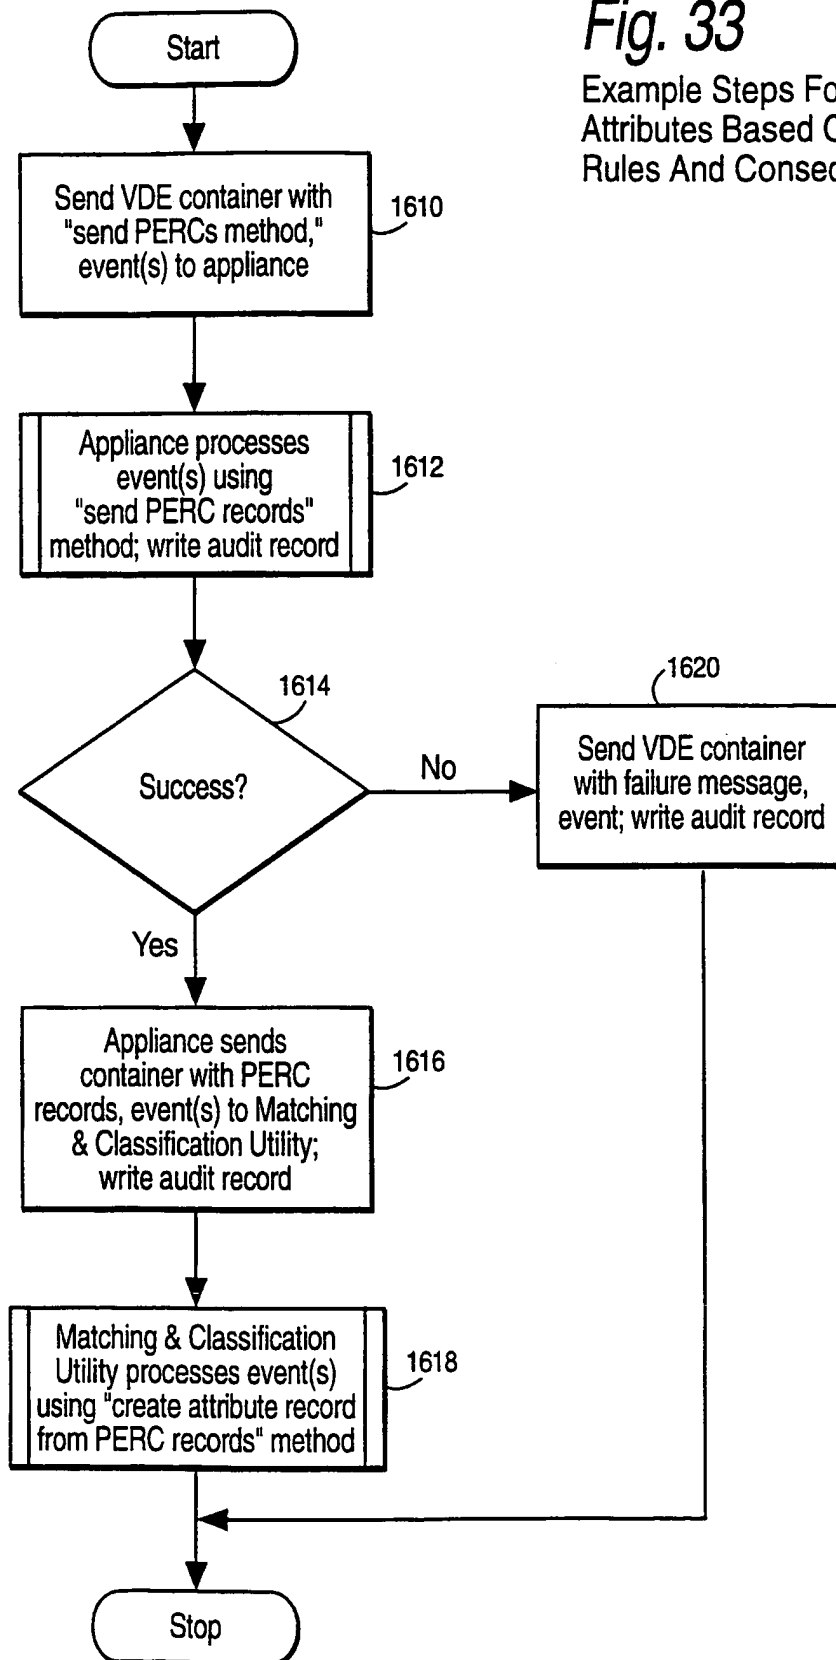 Fig. 33
Example Steps
Attributes Based
Rules And
Start
Send VDE container with
"send PERCs method,"
event(s) to appliance
1610
Appliance processes
event(s) using
"send PERC records"
method; write audit record
1612
1614
Success?
No
1620
Send VDE container
with failure message,
event; write audit record
Yes
Appliance sends
container with PERC
records, event(s) to Matching
& Classification Utility;
write audit record
1616
Matching & Classification
Utility processes event(s)
using "create attribute record
from PERC records" method
1618
Stop